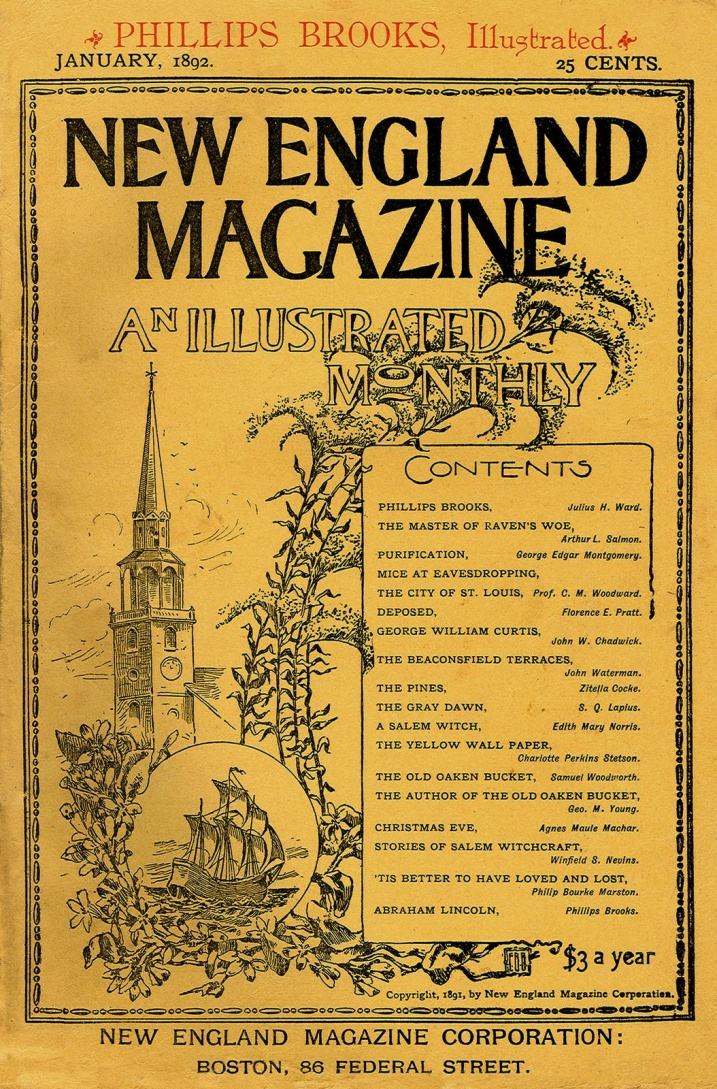 PHILLIPS BROOKS, Illustrated.
JANUARY, 1892. 25 CENTS.
NEW ENGLAND
MAGAZINE
AN ILLUSTRATED
MONTHLY
CONTENTS
PHILLIPS BROOKS, Julius H. Ward.
THE MASTER OF RAVEN'S WOE,
Arthur L. Salmon.
PURIFICATION, George Edgar Montgomery.
MICE AT EAVESDROPPING,
THE CITY OF ST. LOUIS, Prof. C. M. Woodward.
DEPOSED, Florence E. Pratt.
GEORGE WILLIAM CURTIS,
John W. Chadwick.
THE BEACONSFIELD TERRACES,
John Waterman.
THE PINES, Zitella Cocke.
THE GRAY DAWN, S. Q. Lapius.
A SALEM WITCH, Edith Mary Norris.
THE YELLOW WALL PAPER,
Charlotte Perkins Stetson.
THE OLD OAKEN BUCKET, Samuel Woodworth.
THE AUTHOR OF THE OLD OAKEN BUCKET,
Geo. M. Young.
CHRISTMAS EVE, Agnes Maule Machar.
STORIES OF SALEM WITCHCRAFT,
Winfield S. Nevins.
'TIS BETTER TO HAVE LOVED AND LOST,
Philip Bourke Marston.
ABRAHAM LINCOLN, Phillips Brooks.
$3 a year
Copyright, 1891, by New England Magazine Corporation.
NEW ENGLAND MAGAZINE CORPORATION:
BOSTON, 86 FEDERAL STREET.